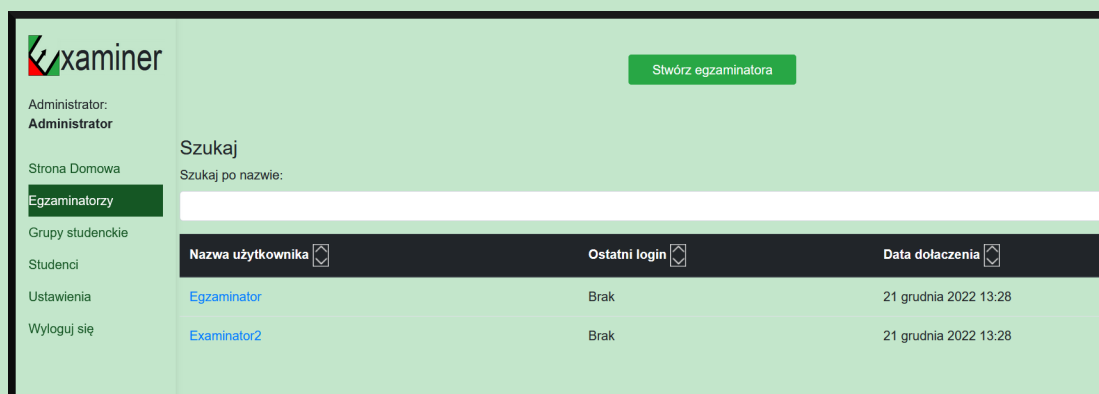 Examiner
Administrator:
Administrator
Strona Domowa
Egzaminatorzy
Grupy studenckie
Studenci
Ustawienia
Wyloguj się
Stwórz egzaminatora
Szukaj
Szukaj po nazwie:
Nazwa użytkownika Ostatni login Data dołaczenia
Egzaminator Brak 21 grudnia 2022 13:28
Examinator2 Brak 21 grudnia 2022 13:28